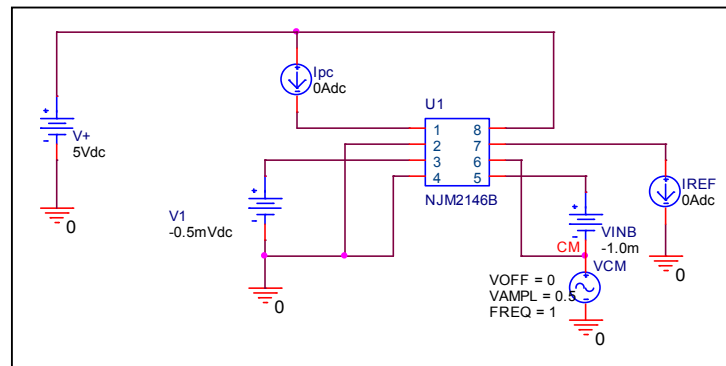 Ipc
0Adc
V+
5Vdc
0
U1
1 8
2 7
3 6
4 5
NJM2146B
V1
-0.5mVdc
0
IREF
0Adc
0
VINB
-1.0m
CM
VCM
VOFF = 0
VAMPL = 0.5
FREQ = 1
0
+
-
+
-
+
-
+
-